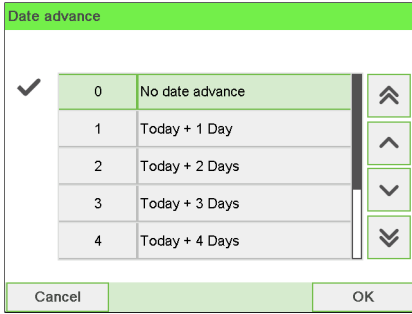 Date advance
0 No date advance
1 Today + 1 Day
2 Today + 2 Days
3 Today + 3 Days
4 Today + 4 Days
Cancel OK